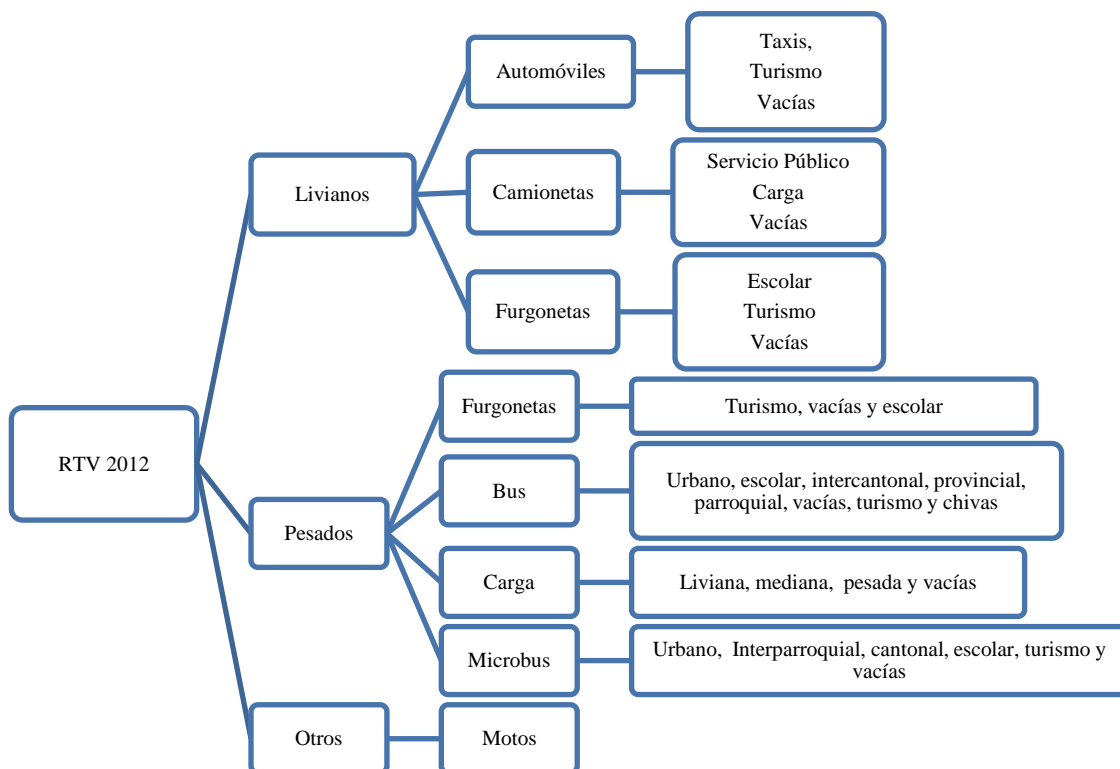 RTV 2012
Livianos
Automóviles
Taxis,
Turismo
Vacías
Camionetas
Servicio Público
Carga
Vacías
Furgonetas
Escolar
Turismo
Vacías
Pesados
Furgonetas
Turismo, vacías y escolar
Bus
Urbano, escolar, intercantonal, provincial,
parroquial, vacías, turismo y chivas
Carga
Liviana, mediana, pesada y vacías
Microbus
Urbano, Interparroquial, cantonal, escolar, turismo y
vacías
Otros
Motos